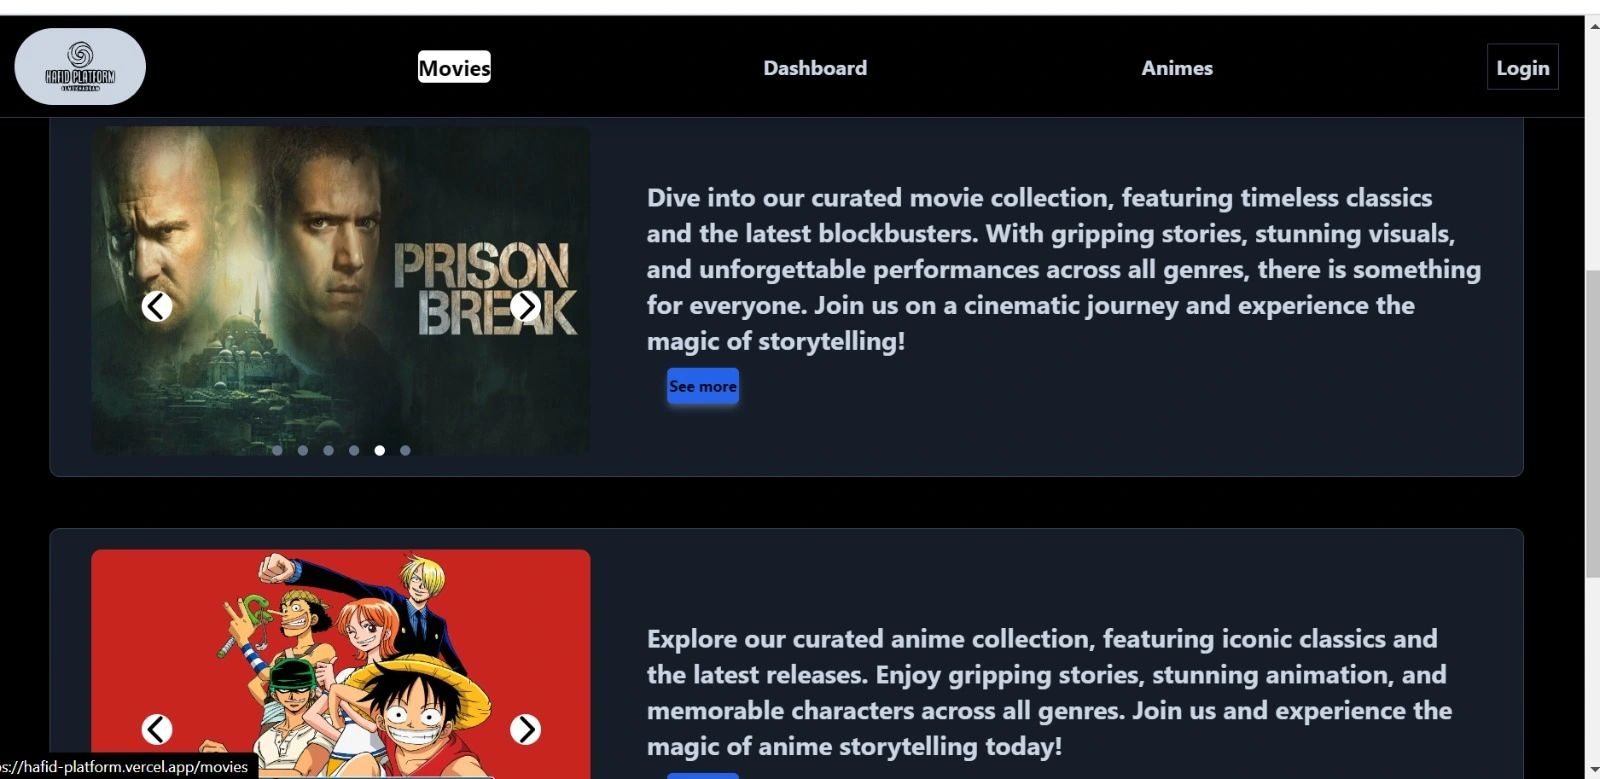 HAFID PLATFORM
Movies
Dashboard
Animes
Login
PRISON
BREAK
Dive into our curated movie collection, featuring timeless classics
and the latest blockbusters. With gripping stories, stunning visuals,
and unforgettable performances across all genres, there is something
for everyone. Join us on a cinematic journey and experience the
magic of storytelling!
See more
Explore our curated anime collection, featuring iconic classics and
the latest releases. Enjoy gripping stories, stunning animation, and
memorable characters across all genres. Join us and experience the
magic of anime storytelling today!
s://hafid-platform.vercel.app/movies